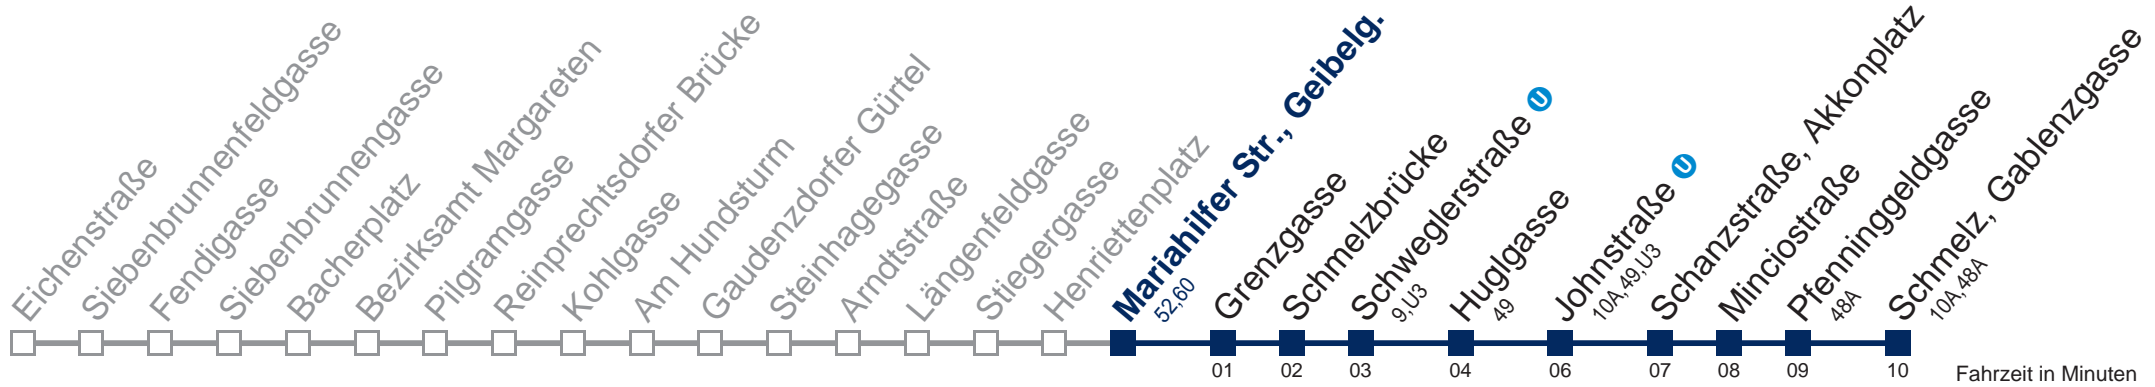 Eichenstraße
Siebenbrunnenfeldgasse
Fendigasse
Siebenbrunnengasse
Bacherplatz
Bezirksamt Margareten
Pilgramgasse
Reinprechtsdorfer Brücke
Kohlgasse
Am Hundsturm
Gaudenzdorfer Gürtel
Steinhagegasse
Arndtstraße
Längenfeldgasse
Stiegergasse
Henriettenplatz
Mariahilfer Str., Geibelg.
52,60
Grenzgasse
Schmelzbrücke
Schweglerstraße U
9,U3
Huglgasse
49
Johnstraße U
10A,49,U3
Schanzstraße, Akkonplatz
Minciostraße
Pfenninggeldgasse
48A
Schmelz, Gablenzgasse
10A,48A
01 02 03 04 06 07 08 09 10 Fahrzeit in Minuten